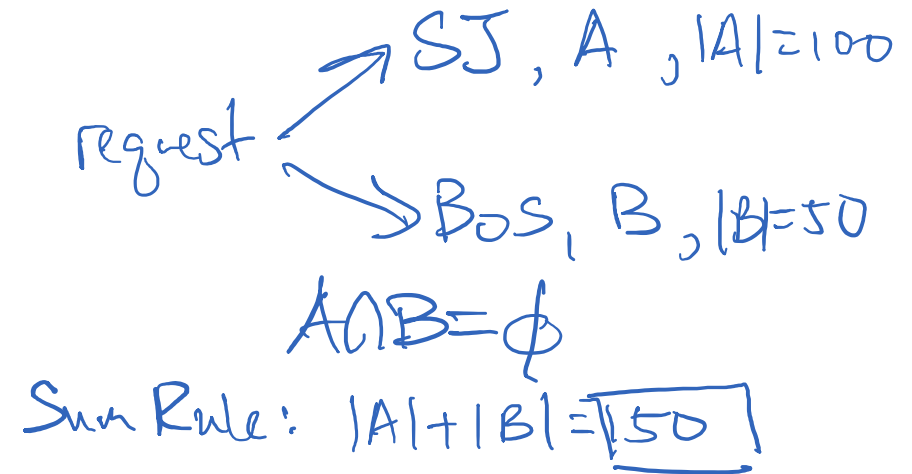 SJ, A, |A|=100
request
BOS, B, |B|=50
A∩B=ϕ
Sum Rule: |A|+|B|=150